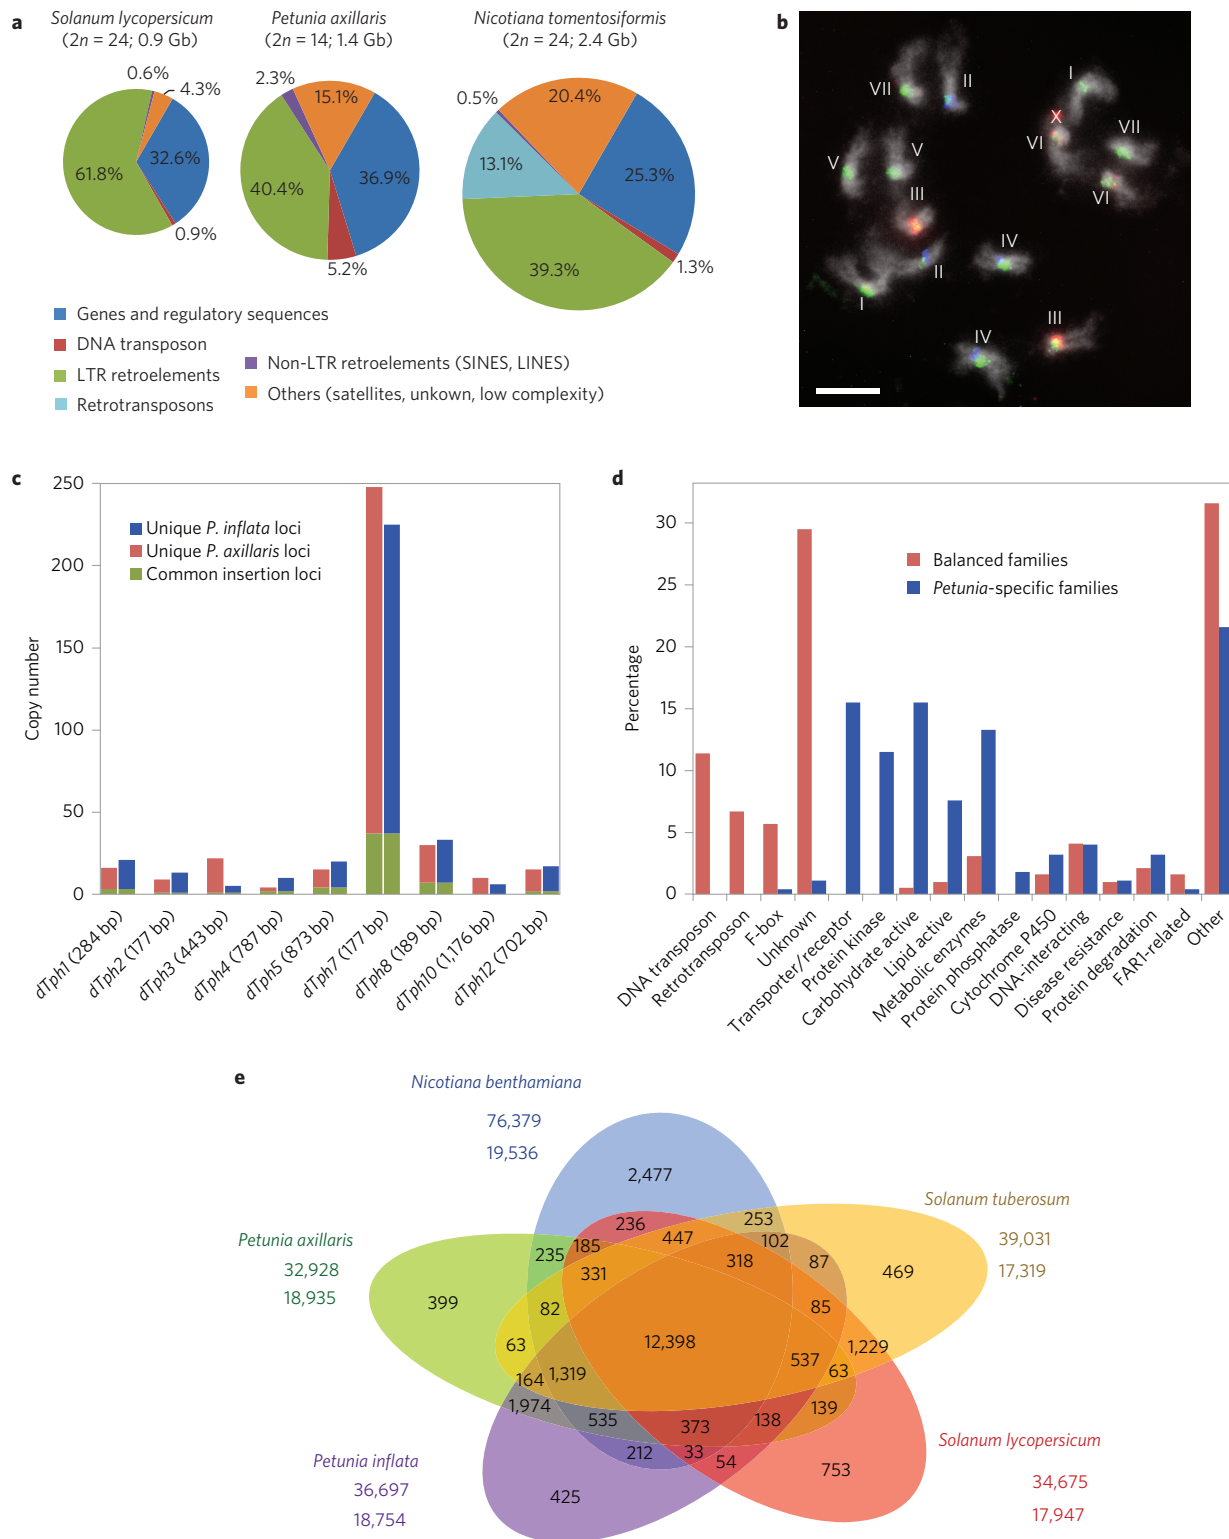 a
Solanum lycopersicum
(2n = 24; 0.9 Gb)
Petunia axillaris
(2n = 14; 1.4 Gb)
Nicotiana tomentosiformis
(2n = 24; 2.4 Gb)
0.6%
4.3%
32.6%
61.8%
0.9%
2.3%
15.1%
36.9%
40.4%
5.2%
0.5%
20.4%
13.1%
25.3%
39.3%
1.3%
Genes and regulatory sequences
DNA transposon
LTR retroelements
Retrotransposons
Non-LTR retroelements (SINES, LINES)
Others (satellites, unkown, low complexity)
b
VII
II
I
X
VI
VII
V
V
VI
III
II
IV
I
IV
III
c
250
200
150
100
50
0
Copy number
Unique P. inflata loci
Unique P. axillaris loci
Common insertion loci
dTph1 (284 bp)
dTph2 (177 bp)
dTph3 (443 bp)
dTph4 (787 bp)
dTph5 (873 bp)
dTph7 (177 bp)
dTph8 (189 bp)
dTph10 (1,176 bp)
dTph12 (702 bp)
d
30
25
20
15
10
5
0
Percentage
Balanced families
Petunia-specific families
DNA transposon
Retrotransposon
F-box
Unknown
Transporter/receptor
Protein kinase
Carbohydrate active
Lipid active
Metabolic enzymes
Protein phosphatase
Cytochrome P450
DNA-interacting
Disease resistance
Protein degradation
FAR1-related
Other
e
Nicotiana benthamiana
76,379
19,536
Solanum tuberosum
39,031
17,319
Petunia axillaris
32,928
18,935
Petunia inflata
36,697
18,754
Solanum lycopersicum
34,675
17,947
2,477
236
253
447
102
235
185
331
318
87
469
399
82
85
63
12,398
1,229
537
63
164
1,319
1,974
535
373
138
139
212
33
54
753
425